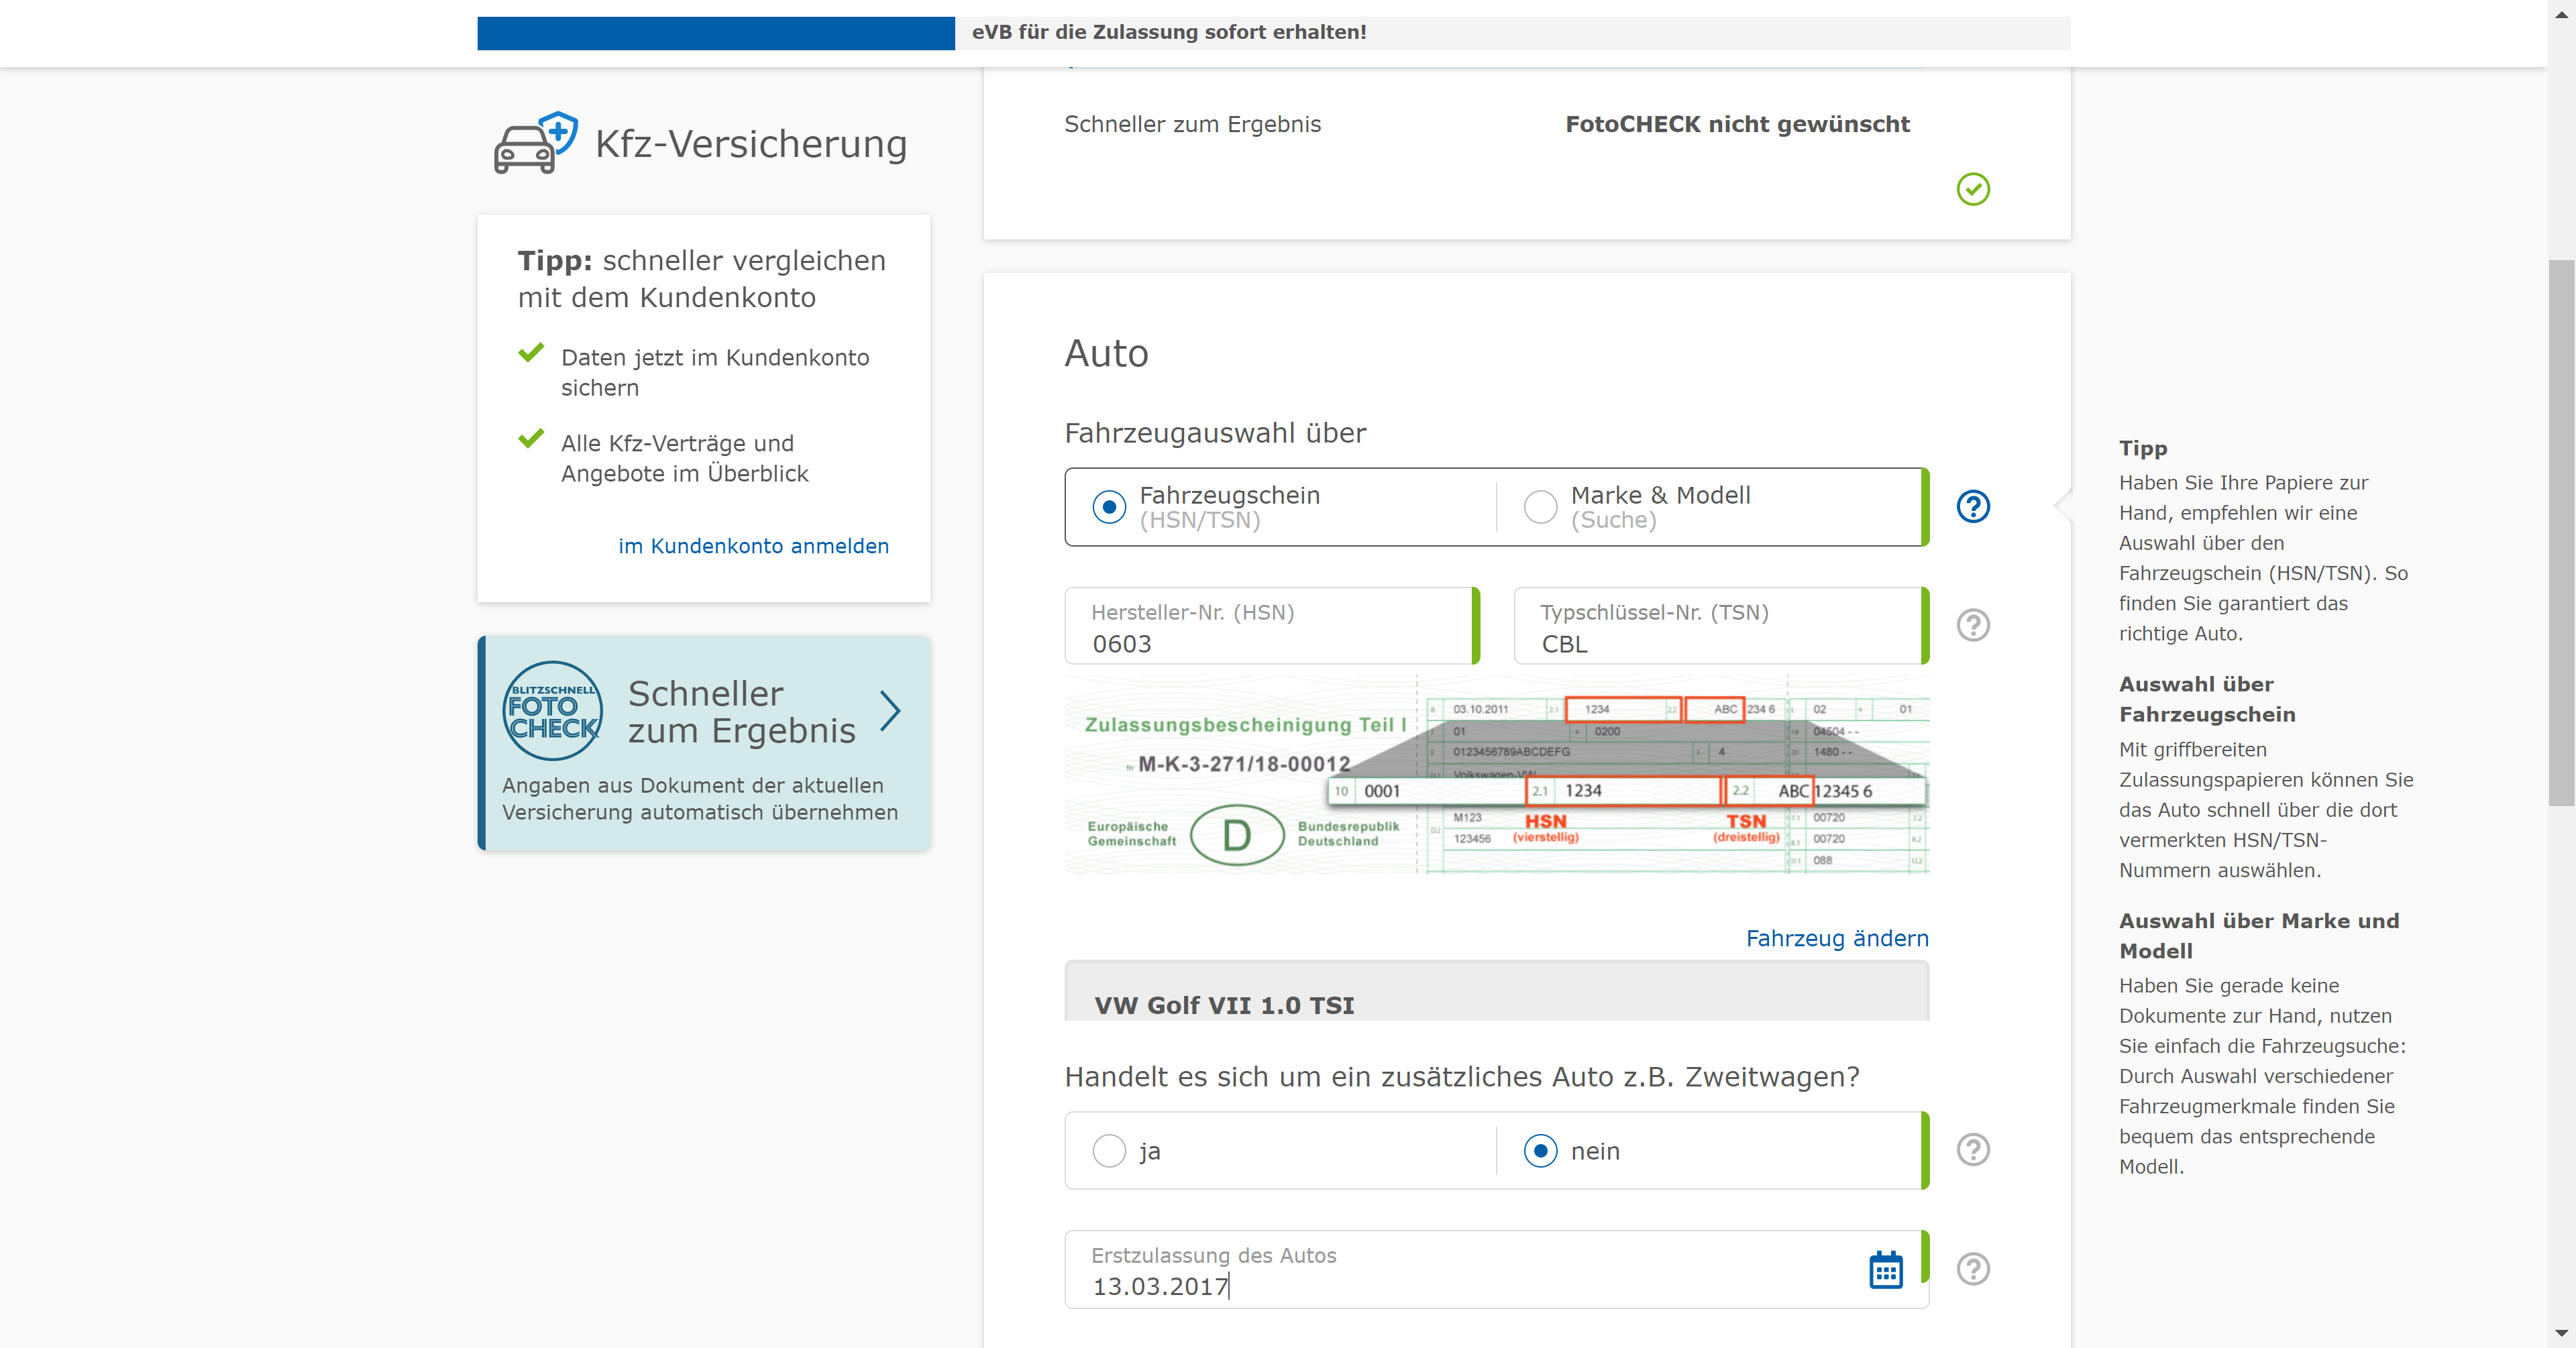 eVB für die Zulassung sofort erhalten!
Kfz-Versicherung
Tipp: schneller vergleichen
mit dem Kundenkonto
Daten jetzt im Kundenkonto
sichern
Alle Kfz-Verträge und
Angebote im Überblick
im Kundenkonto anmelden
BLITZSCHNELL
FOTO
CHECK
Schneller
zum Ergebnis
Angaben aus Dokument der aktuellen
Versicherung automatisch übernehmen
Schneller zum Ergebnis FotoCHECK nicht gewünscht
Auto
Fahrzeugauswahl über
Fahrzeugschein
(HSN/TSN)
Marke & Modell
(Suche)
Hersteller-Nr. (HSN)
0603
Typschlüssel-Nr. (TSN)
CBL
Zulassungsbescheinigung Teil I
Nr M-K-3-271/18-00012
Europäische
Gemeinschaft
D
Bundesrepublik
Deutschland
03.10.2011 2.1 1234 2.2 ABC 234 6 02 01
01 0200 04504 - -
0123456789ABCDEFG 4 1480 - -
Volkswagen-VW
10 0001 2.1 1234 2.2 ABC 12345 6
M123 HSN TSN 00720
123456 (vierstellig) (dreistellig) 00720
088
Fahrzeug ändern
VW Golf VII 1.0 TSI
Handelt es sich um ein zusätzliches Auto z.B. Zweitwagen?
ja nein
Erstzulassung des Autos
13.03.2017
Tipp
Haben Sie Ihre Papiere zur
Hand, empfehlen wir eine
Auswahl über den
Fahrzeugschein (HSN/TSN). So
finden Sie garantiert das
richtige Auto.
Auswahl über
Fahrzeugschein
Mit griffbereiten
Zulassungspapieren können Sie
das Auto schnell über die dort
vermerkten HSN/TSN-
Nummern auswählen.
Auswahl über Marke und
Modell
Haben Sie gerade keine
Dokumente zur Hand, nutzen
Sie einfach die Fahrzeugsuche:
Durch Auswahl verschiedener
Fahrzeugmerkmale finden Sie
bequem das entsprechende
Modell.